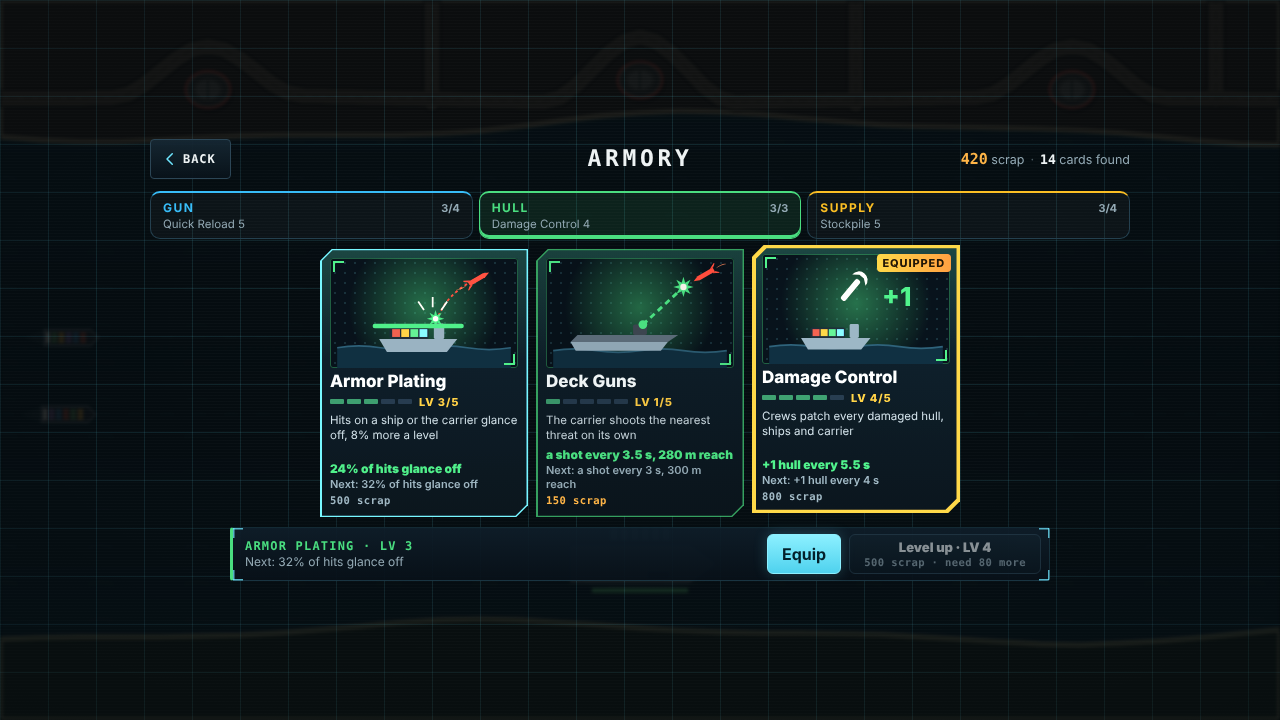 BACK
ARMORY
420 scrap · 14 cards found
GUN 3/4
Quick Reload 5
HULL 3/3
Damage Control 4
SUPPLY 3/4
Stockpile 5
Armor Plating
LV 3/5
Hits on a ship or the carrier glance
off, 8% more a level
24% of hits glance off
Next: 32% of hits glance off
500 scrap
Deck Guns
LV 1/5
The carrier shoots the nearest
threat on its own
a shot every 3.5 s, 280 m reach
Next: a shot every 3 s, 300 m
reach
150 scrap
EQUIPPED
+1
Damage Control
LV 4/5
Crews patch every damaged hull,
ships and carrier
+1 hull every 5.5 s
Next: +1 hull every 4 s
800 scrap
ARMOR PLATING · LV 3
Next: 32% of hits glance off
Equip
Level up · LV 4
500 scrap · need 80 more